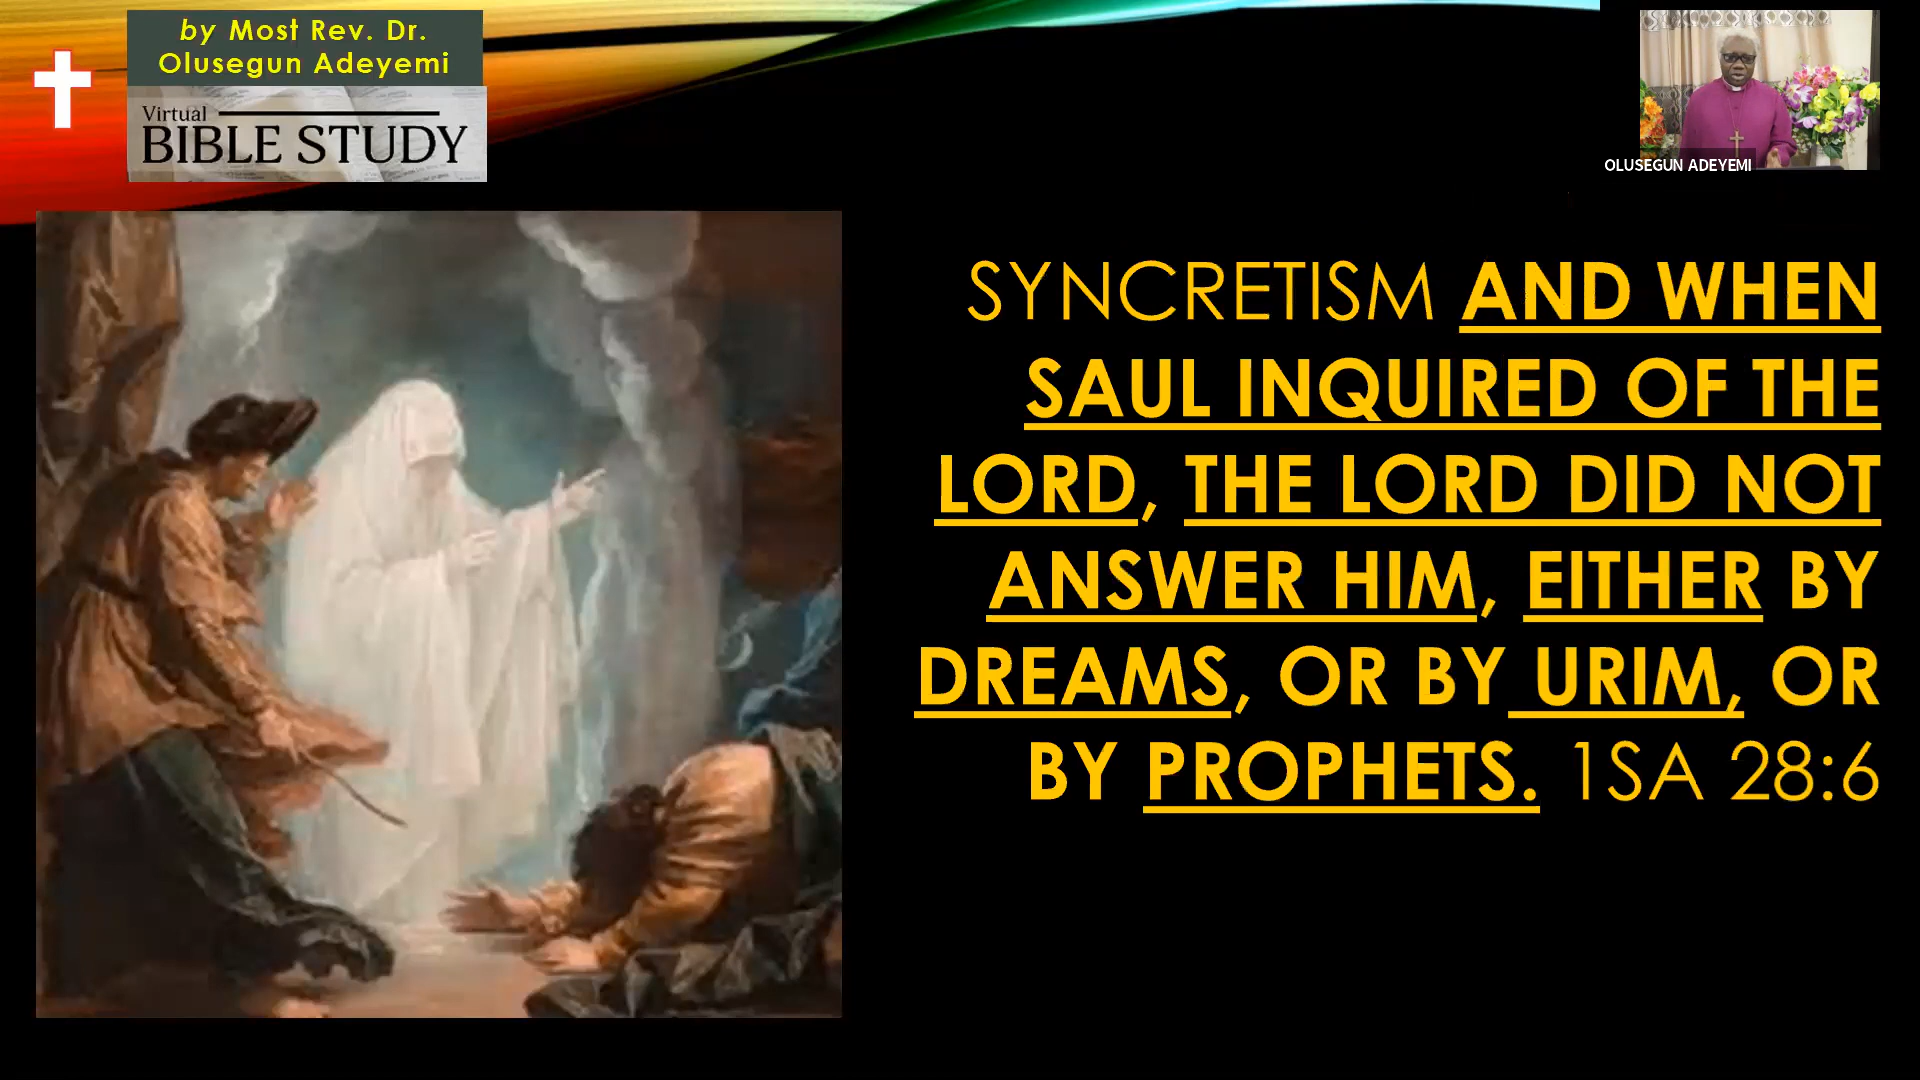 by Most Rev. Dr.
Olusegun Adeyemi
Virtual
BIBLE STUDY
OLUSEGUN ADEYEMI
SYNCRETISM AND WHEN
SAUL INQUIRED OF THE
LORD, THE LORD DID NOT
ANSWER HIM, EITHER BY
DREAMS, OR BY URIM, OR
BY PROPHETS. 1SA 28:6